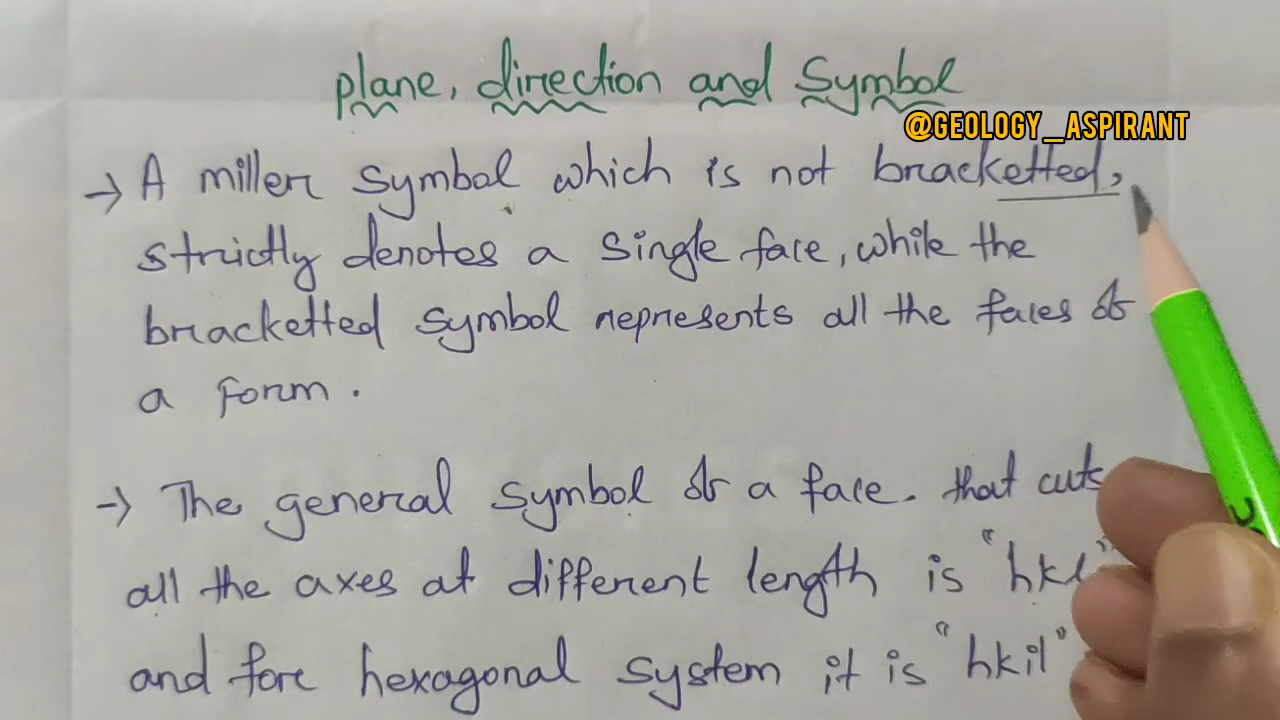 plane, direction and Symbol
@GEOLOGY_ASPIRANT
→ A miller symbol which is not bracketted,
strictly denotes a single face, while the
bracketted symbol represents all the faces of
a form.
→ The general symbol of a face. that cuts
all the axes at different length is "hkl"
and fore hexagonal system it is "hkil"